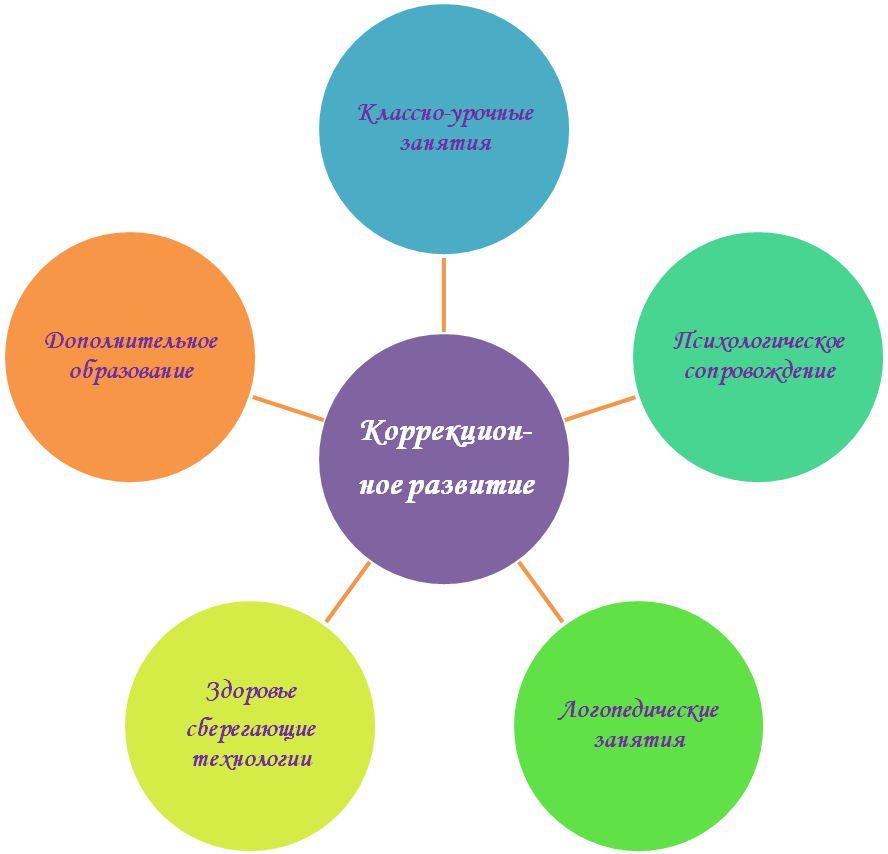 Классно-урочные
занятия
Дополнительное
образование
Психологическое
сопровождение
Коррекцион-
ное развитие
Здоровье
сберегающие
технологии
Логопедические
занятия